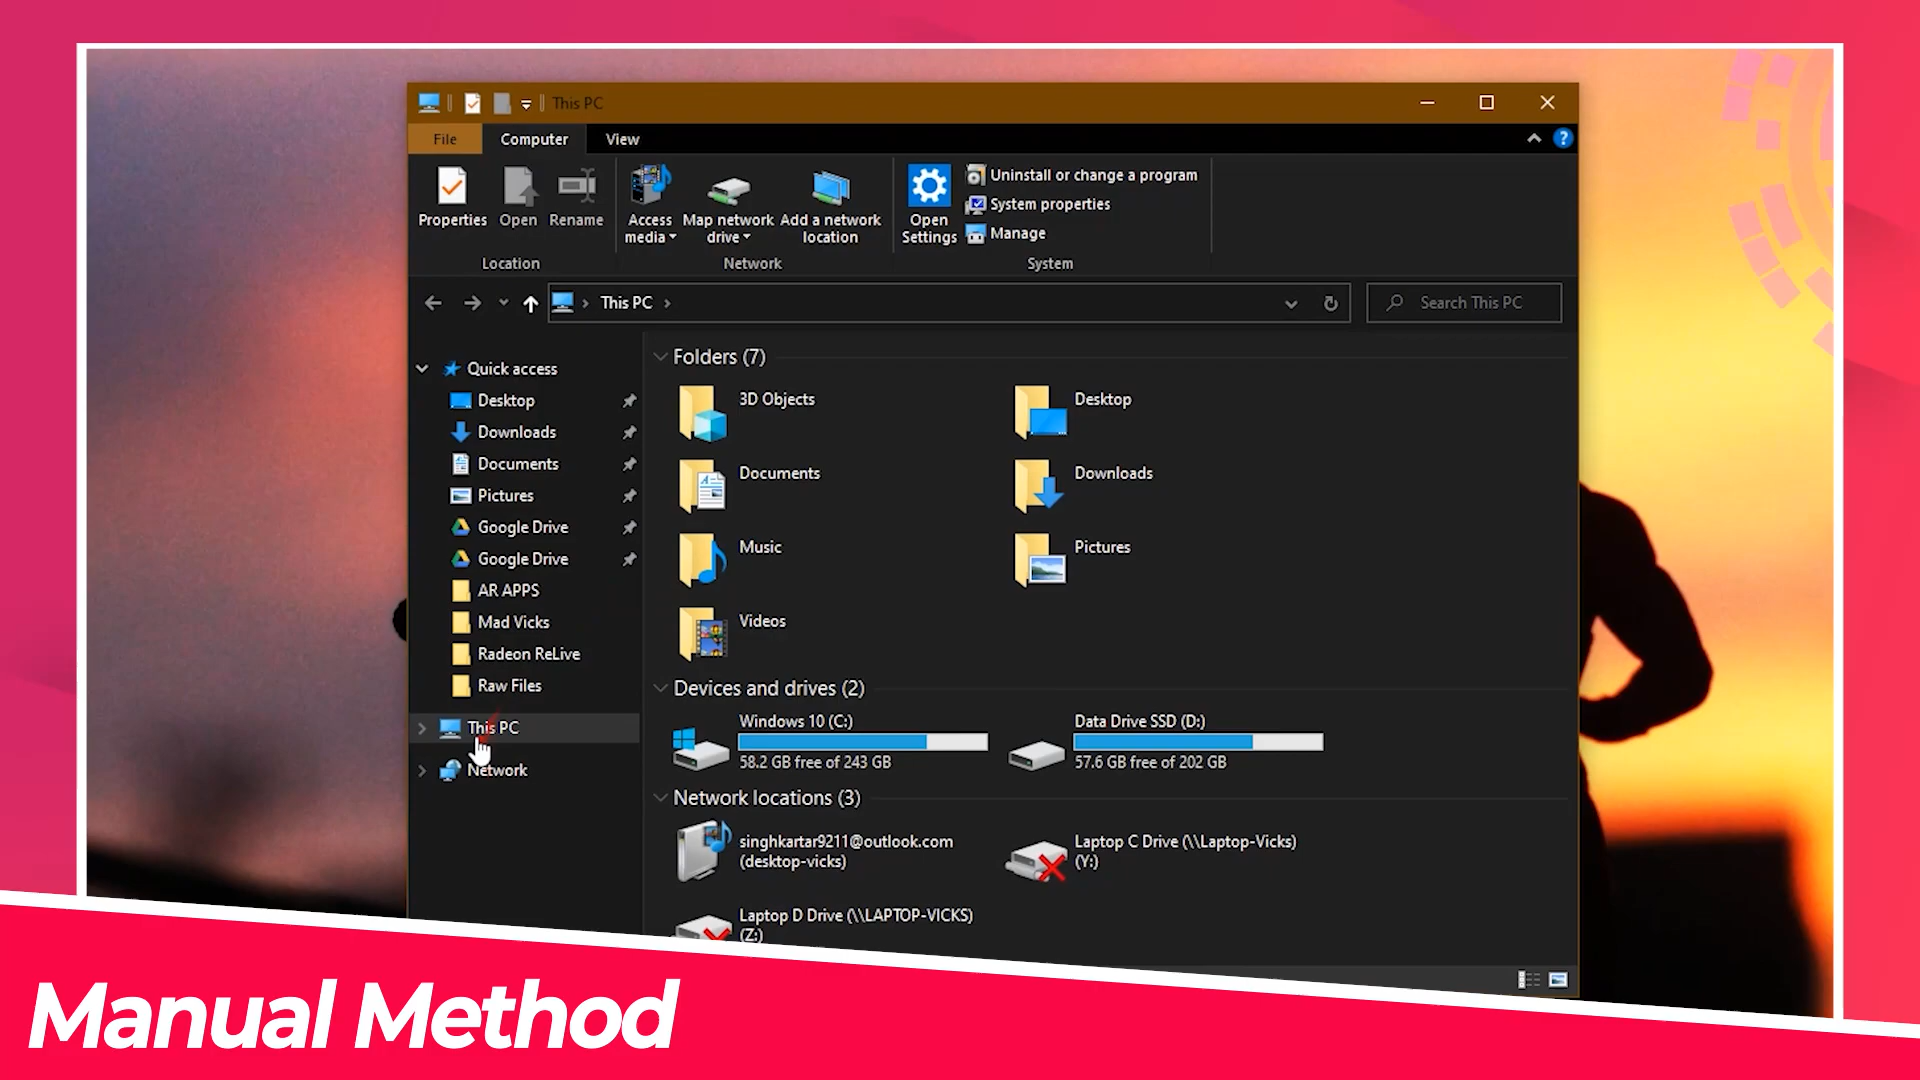 This PC
File
Computer
View
Properties
Open
Rename
Location
Access
media
Map network
drive
Add a network
location
Network
Open
Settings
Uninstall or change a program
System properties
Manage
System
This PC
Search This PC
Quick access
Desktop
Downloads
Documents
Pictures
Google Drive
Google Drive
AR APPS
Mad Vicks
Radeon ReLive
Raw Files
This PC
Network
Folders (7)
3D Objects
Desktop
Documents
Downloads
Music
Pictures
Videos
Devices and drives (2)
Windows 10 (C:)
58.2 GB free of 243 GB
Data Drive SSD (D:)
57.6 GB free of 202 GB
Network locations (3)
singhkartar9211@outlook.com
(desktop-vicks)
Laptop C Drive (\\Laptop-Vicks)
(Y:)
Laptop D Drive (\\LAPTOP-VICKS)
(Z:)
Manual Method